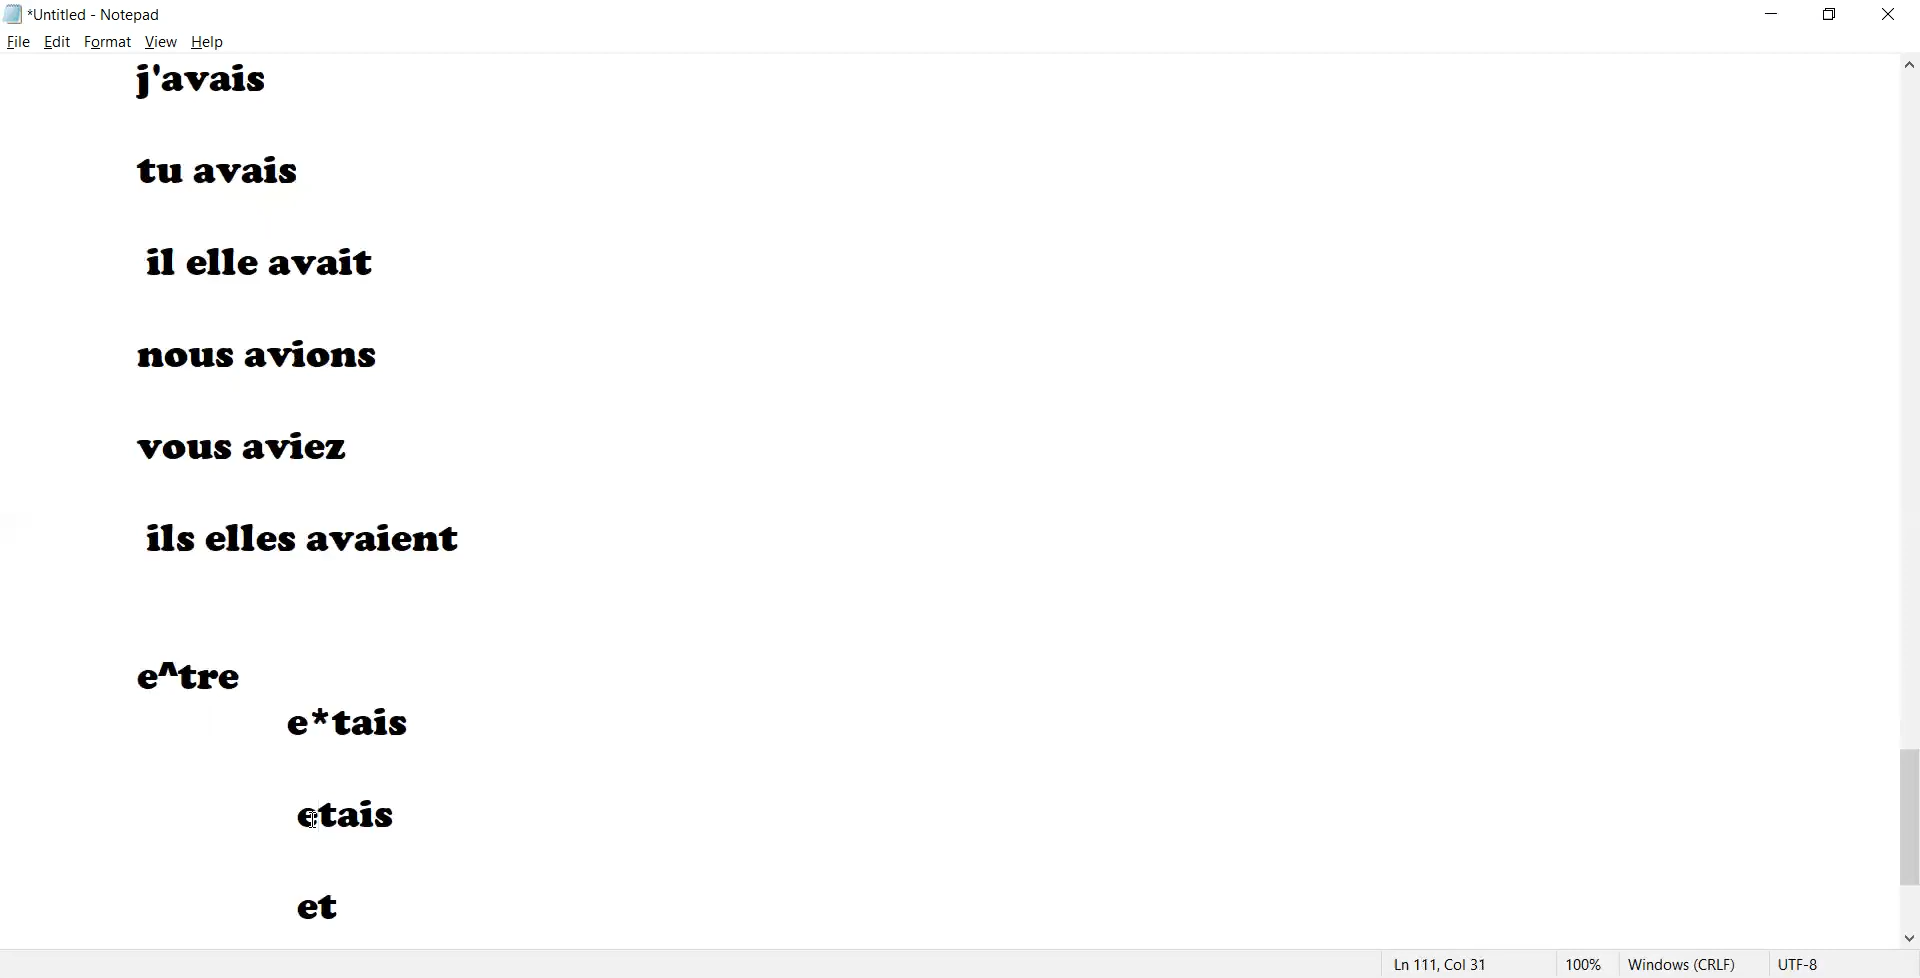 *Untitled - Notepad
File Edit Format View Help
j'avais
tu avais
il elle avait
nous avions
vous aviez
ils elles avaient
e^tre
e*tais
etais
et
Ln 111, Col 31 100% Windows (CRLF) UTF-8